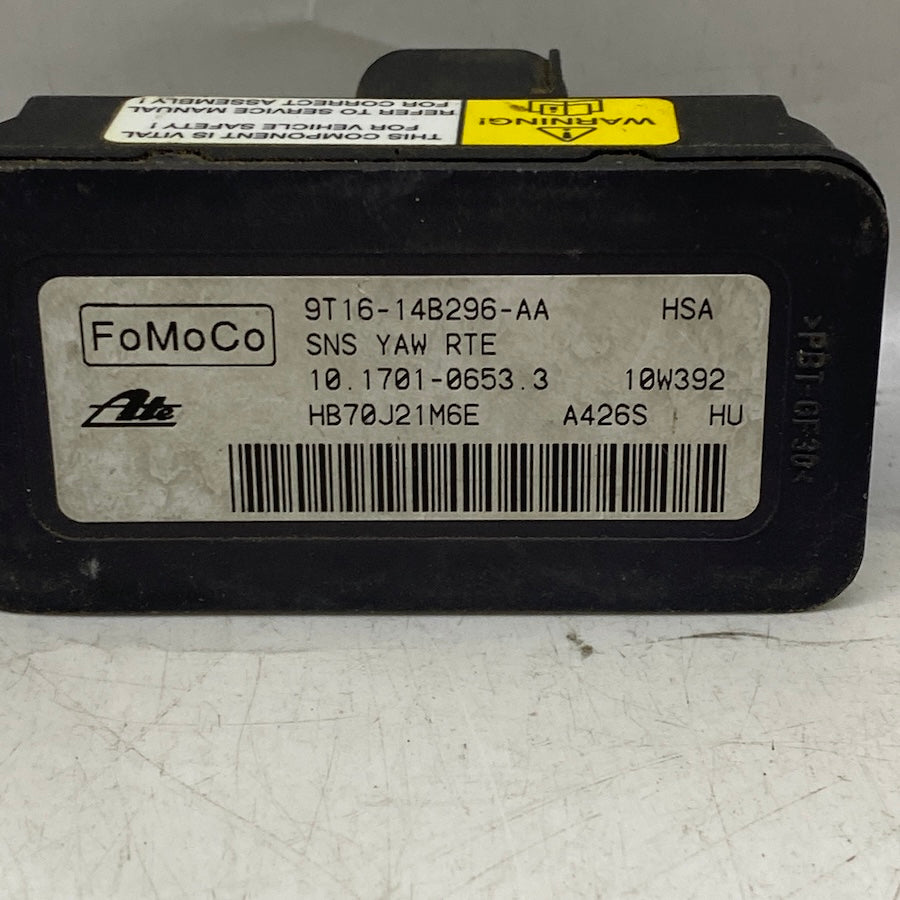 THIS COMPONENT IS VITAL
FOR VEHICLE SAFETY !
REFER TO SERVICE MANUAL
FOR CORRECT ASSEMBLY !
WARNING!
FoMoCo
9T16-14B296-AA HSA
SNS YAW RTE
10.1701-0653.3 10W392
Ate
HB70J21M6E A426S HU
>PBT-GF30<